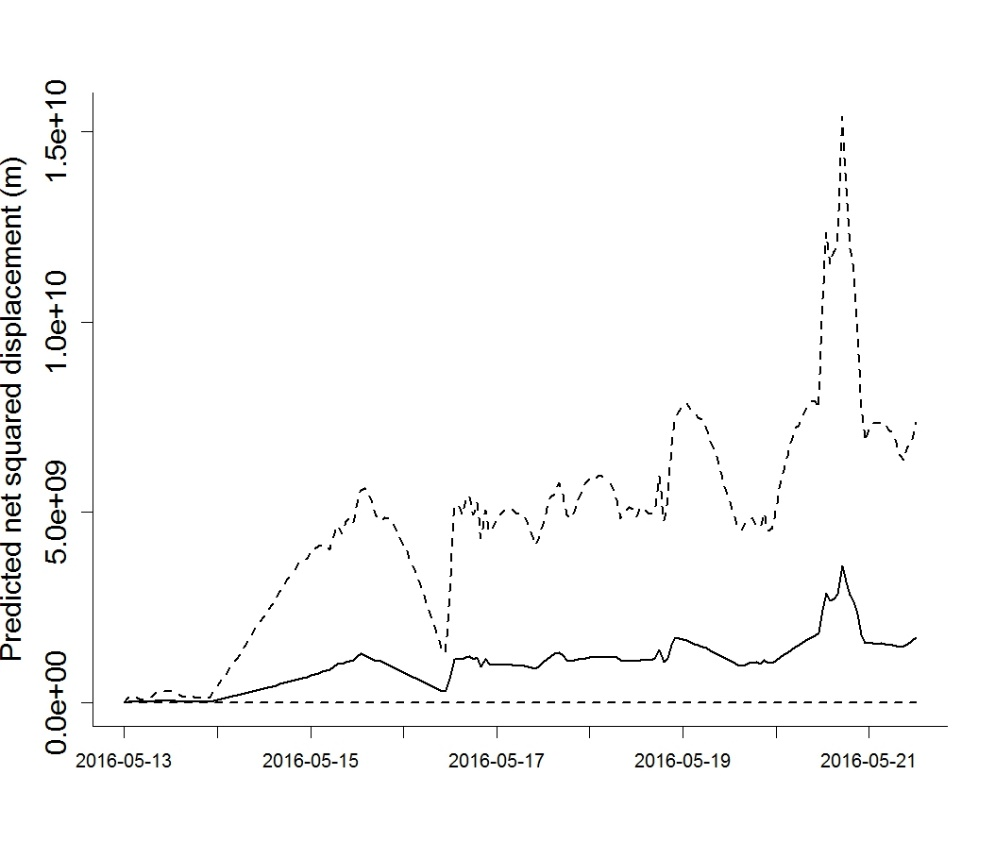 Predicted net squared displacement (m)
1.5e+10
1.0e+10
5.0e+09
0.0e+00
2016-05-13 2016-05-15 2016-05-17 2016-05-19 2016-05-21